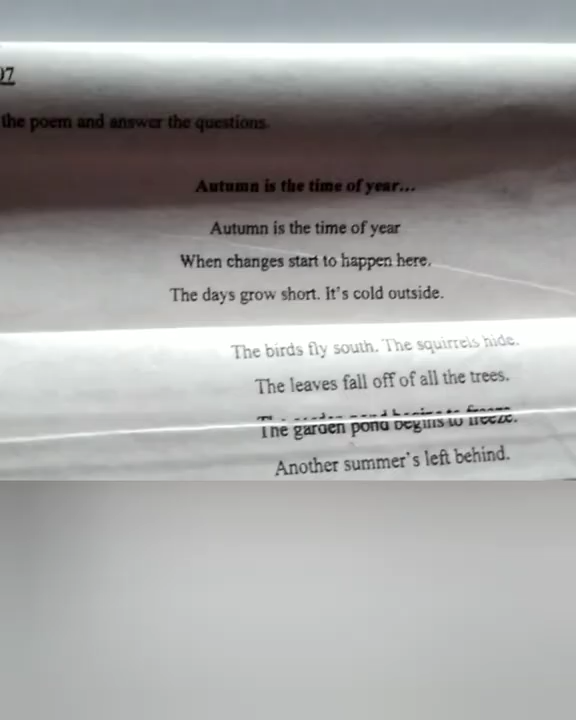 07
the poem and answer the questions.
Autumn is the time of year...
Autumn is the time of year
When changes start to happen here.
The days grow short. It's cold outside.
The birds fly south. The squirrels hide.
The leaves fall off of all the trees.
The garden pond begins to freeze.
Another summer's left behind.